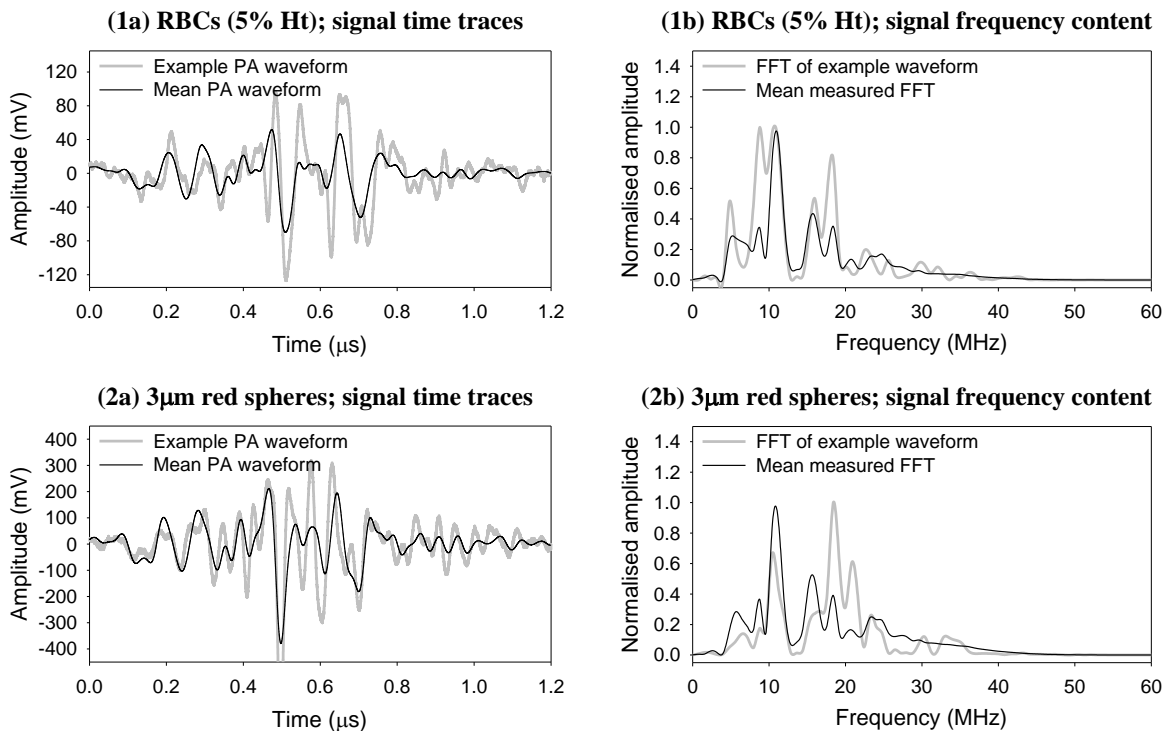 (1a) RBCs (5% Ht); signal time traces
Amplitude (mV)
120
80
40
0
-40
-80
-120
Example PA waveform
Mean PA waveform
0.0 0.2 0.4 0.6 0.8 1.0 1.2
Time (μs)
(1b) RBCs (5% Ht); signal frequency content
Normalised amplitude
1.4
1.2
1.0
0.8
0.6
0.4
0.2
0.0
FFT of example waveform
Mean measured FFT
0 10 20 30 40 50 60
Frequency (MHz)
(2a) 3μm red spheres; signal time traces
Amplitude (mV)
400
300
200
100
0
-100
-200
-300
-400
Example PA waveform
Mean PA waveform
0.0 0.2 0.4 0.6 0.8 1.0 1.2
Time (μs)
(2b) 3μm red spheres; signal frequency content
Normalised amplitude
1.4
1.2
1.0
0.8
0.6
0.4
0.2
0.0
FFT of example waveform
Mean measured FFT
0 10 20 30 40 50 60
Frequency (MHz)